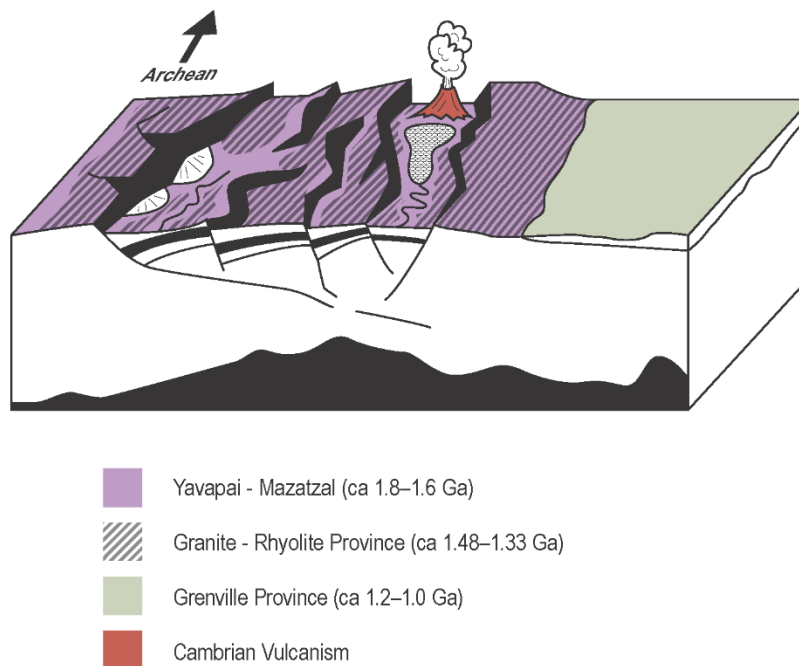 Archean
Yavapai - Mazatzal (ca 1.8–1.6 Ga)
Granite - Rhyolite Province (ca 1.48–1.33 Ga)
Grenville Province (ca 1.2–1.0 Ga)
Cambrian Vulcanism